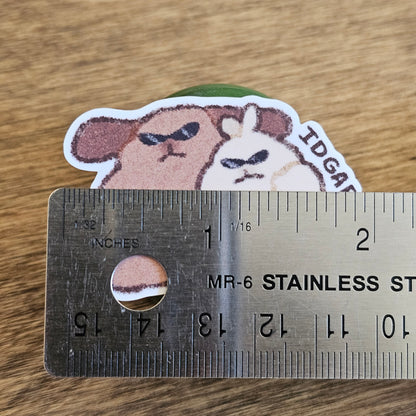 IDGAF
1/32 1 1/16 2
INCHES
MR-6 STAINLESS ST
15 14 13 12 11 10